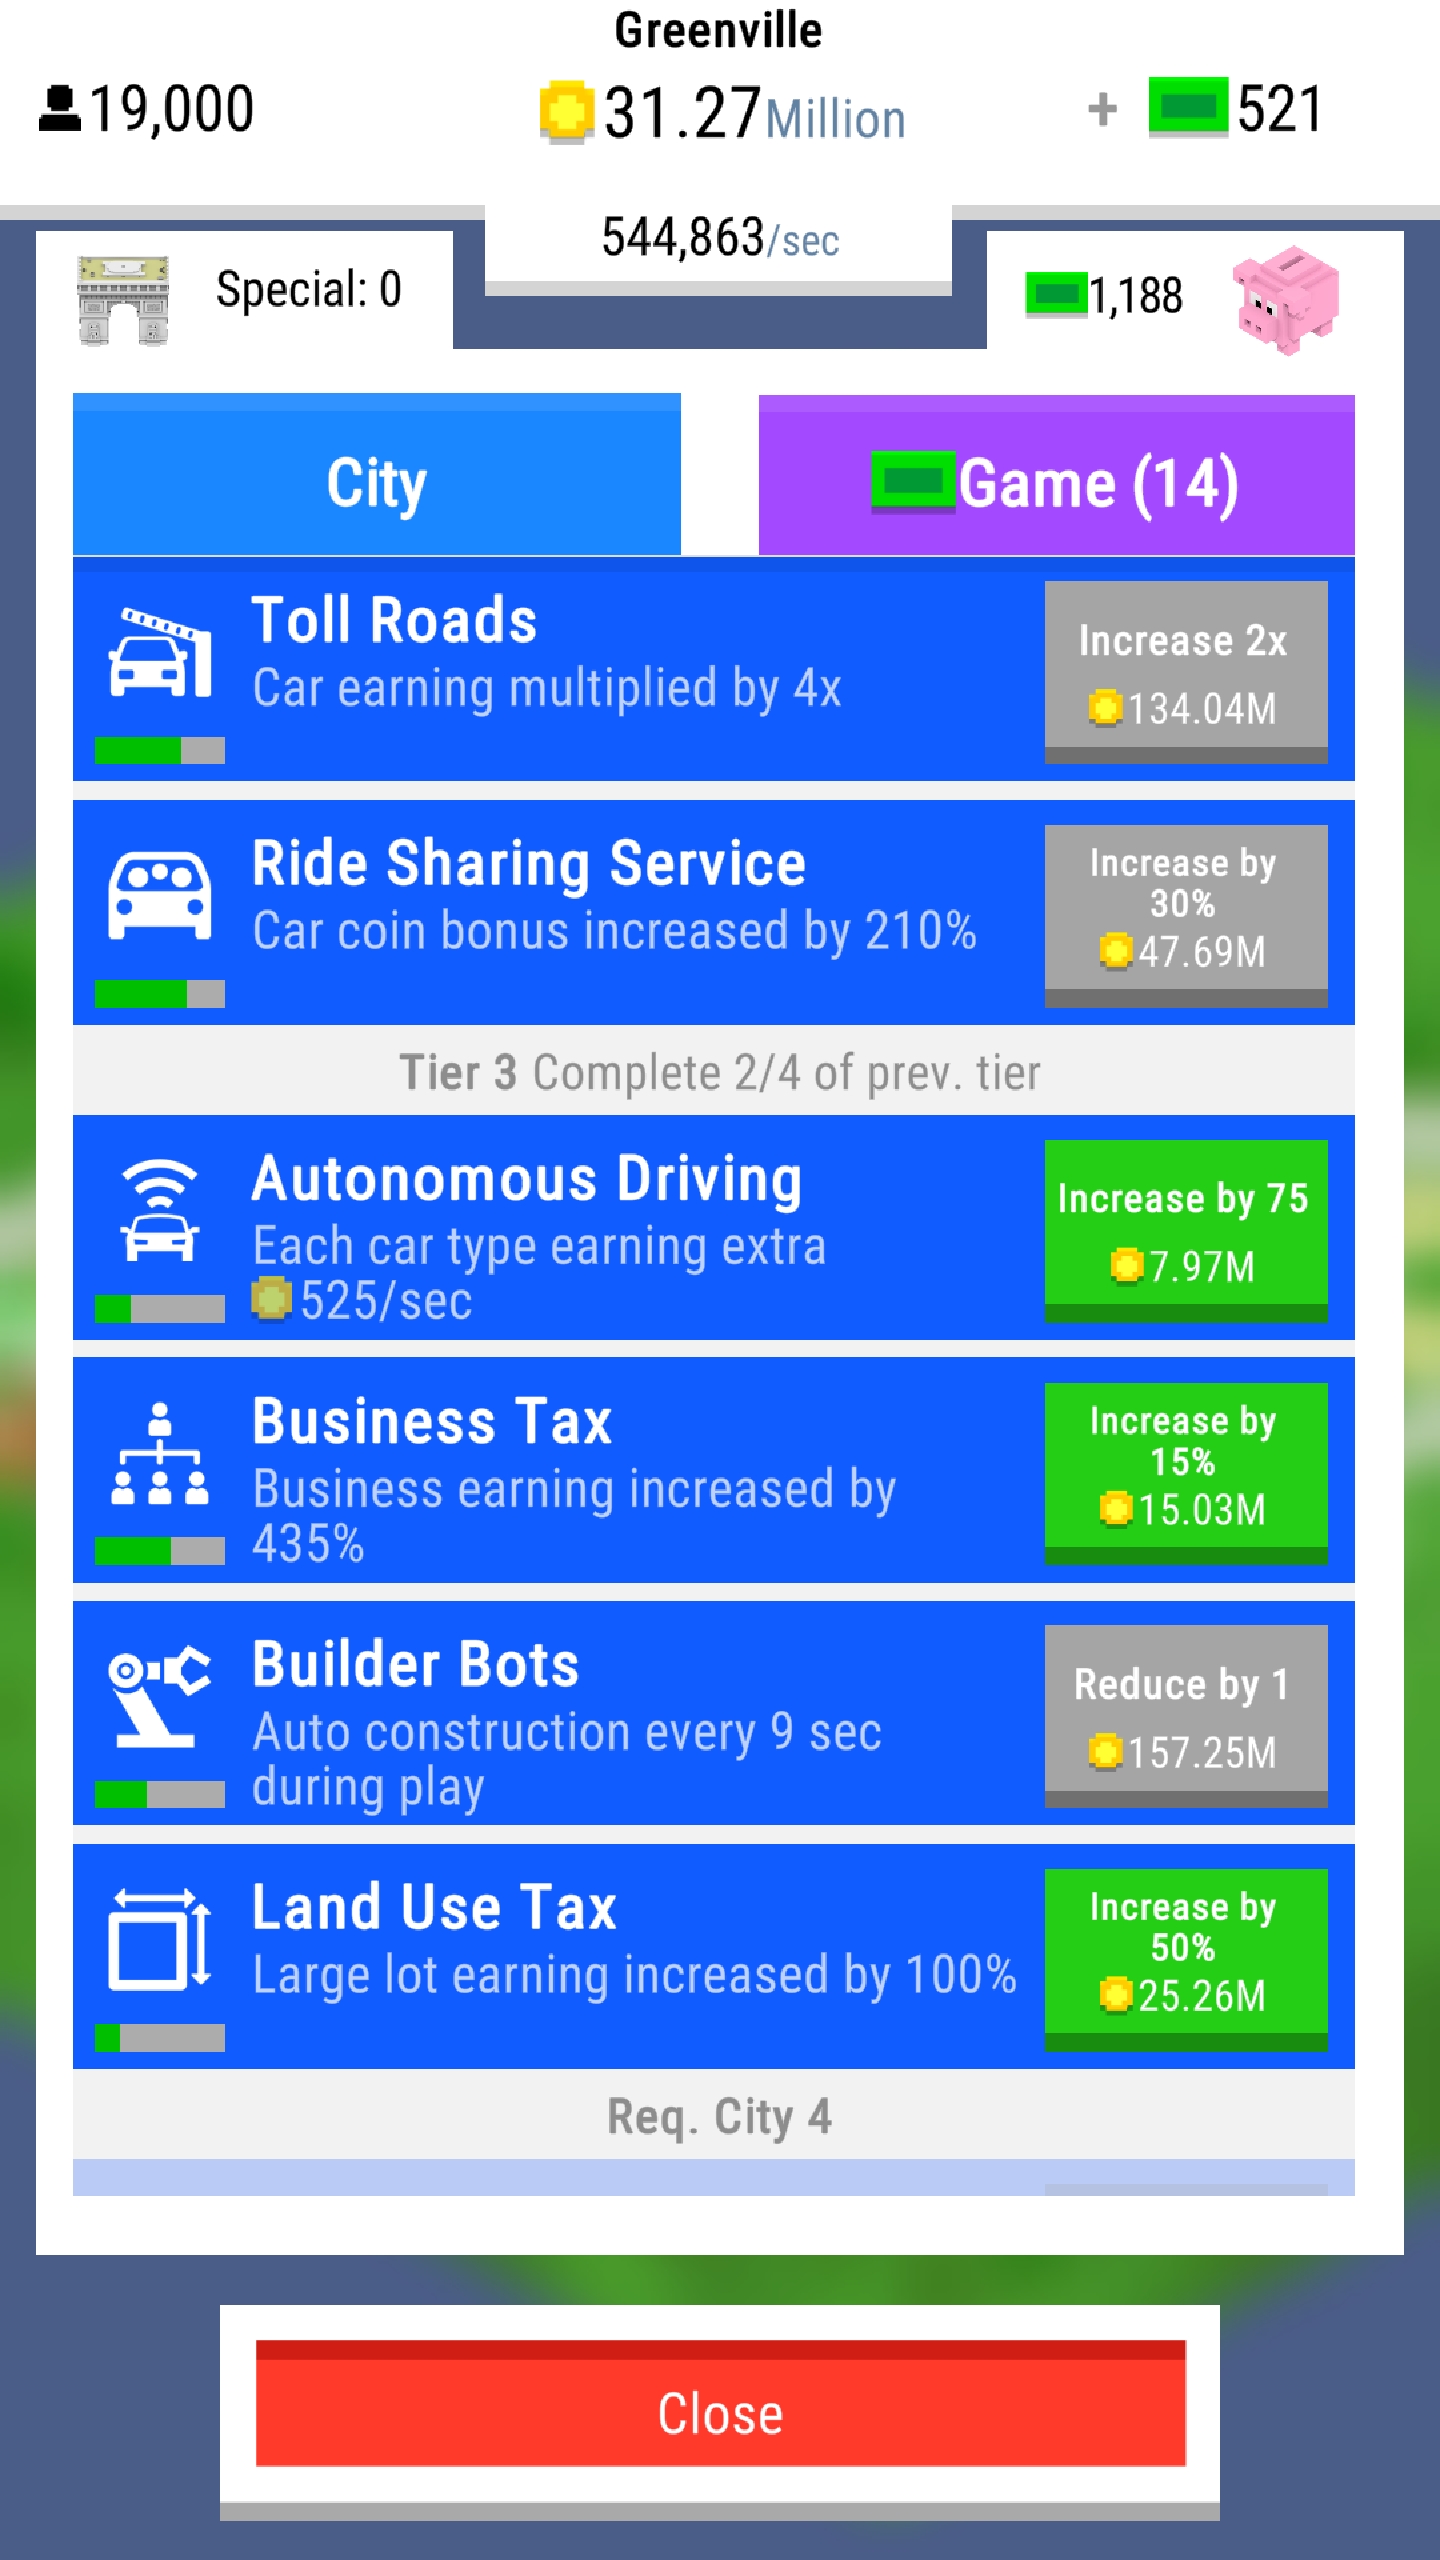 Greenville
19,000
31.27Million
+ 521
544,863/sec
Special: 0
1,188
City
Game (14)
Toll Roads
Car earning multiplied by 4x
Increase 2x
134.04M
Ride Sharing Service
Car coin bonus increased by 210%
Increase by
30%
47.69M
Tier 3 Complete 2/4 of prev. tier
Autonomous Driving
Each car type earning extra
525/sec
Increase by 75
7.97M
Business Tax
Business earning increased by
435%
Increase by
15%
15.03M
Builder Bots
Auto construction every 9 sec
during play
Reduce by 1
157.25M
Land Use Tax
Large lot earning increased by 100%
Increase by
50%
25.26M
Req. City 4
Close